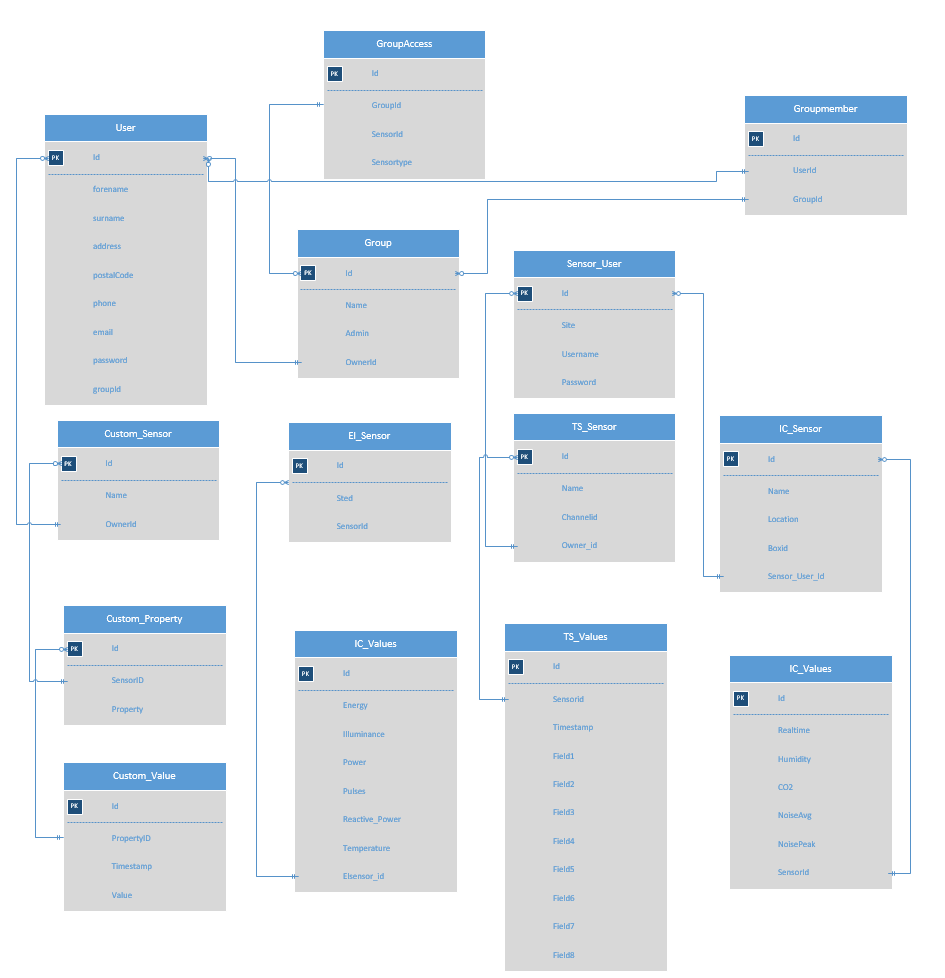 GroupAccess
PK Id
GroupId
SensorId
Sensortype
Groupmember
PK Id
UserId
GroupId
User
PK Id
forename
surname
address
postalCode
phone
email
password
groupId
Group
PK Id
Name
Admin
OwnerId
Sensor_User
PK Id
Site
Username
Password
Custom_Sensor
PK Id
Name
OwnerId
EI_Sensor
PK Id
Sted
SensorId
TS_Sensor
PK Id
Name
Channelid
Owner_id
IC_Sensor
PK Id
Name
Location
Boxid
Sensor_User_Id
Custom_Property
PK Id
SensorID
Property
IC_Values
PK Id
Energy
Illuminance
Power
Pulses
Reactive_Power
Temperature
Elsensor_id
TS_Values
PK Id
Sensorid
Timestamp
Field1
Field2
Field3
Field4
Field5
Field6
Field7
Field8
IC_Values
PK Id
Realtime
Humidity
CO2
NoiseAvg
NoisePeak
SensorId
Custom_Value
PK Id
PropertyID
Timestamp
Value